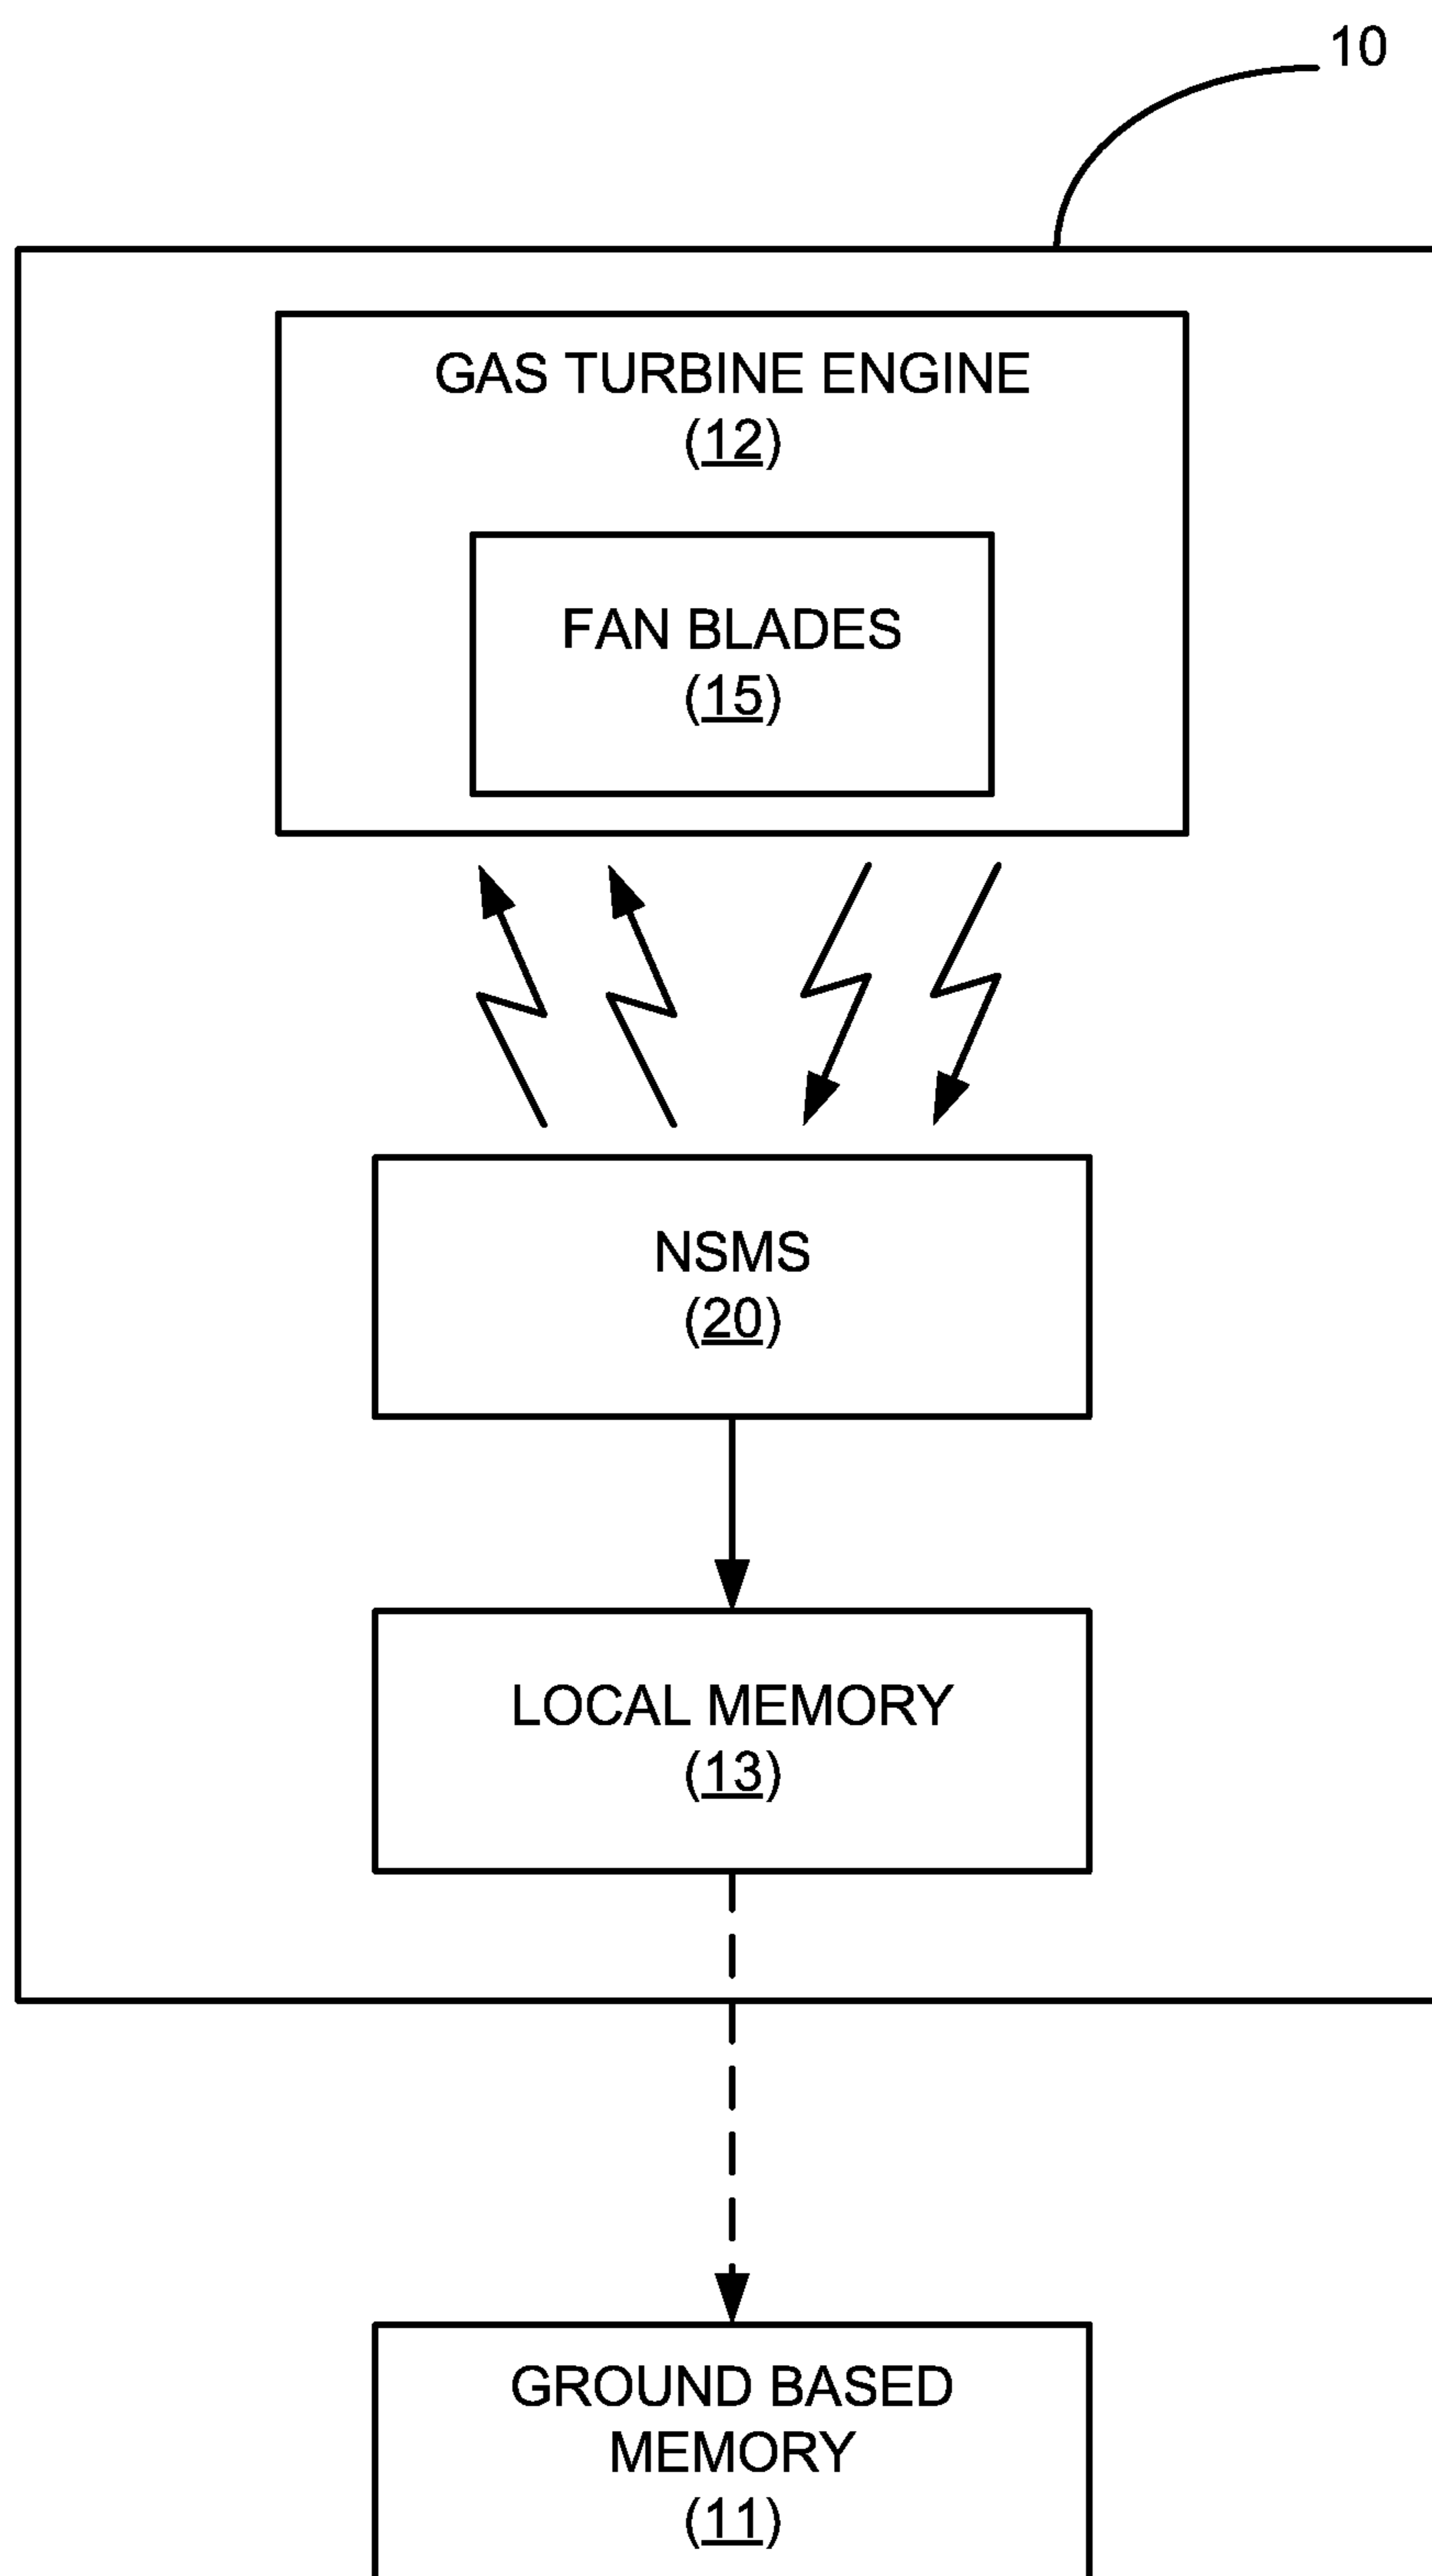 10
GAS TURBINE ENGINE
(12)
FAN BLADES
(15)
NSMS
(20)
LOCAL MEMORY
(13)
GROUND BASED
MEMORY
(11)